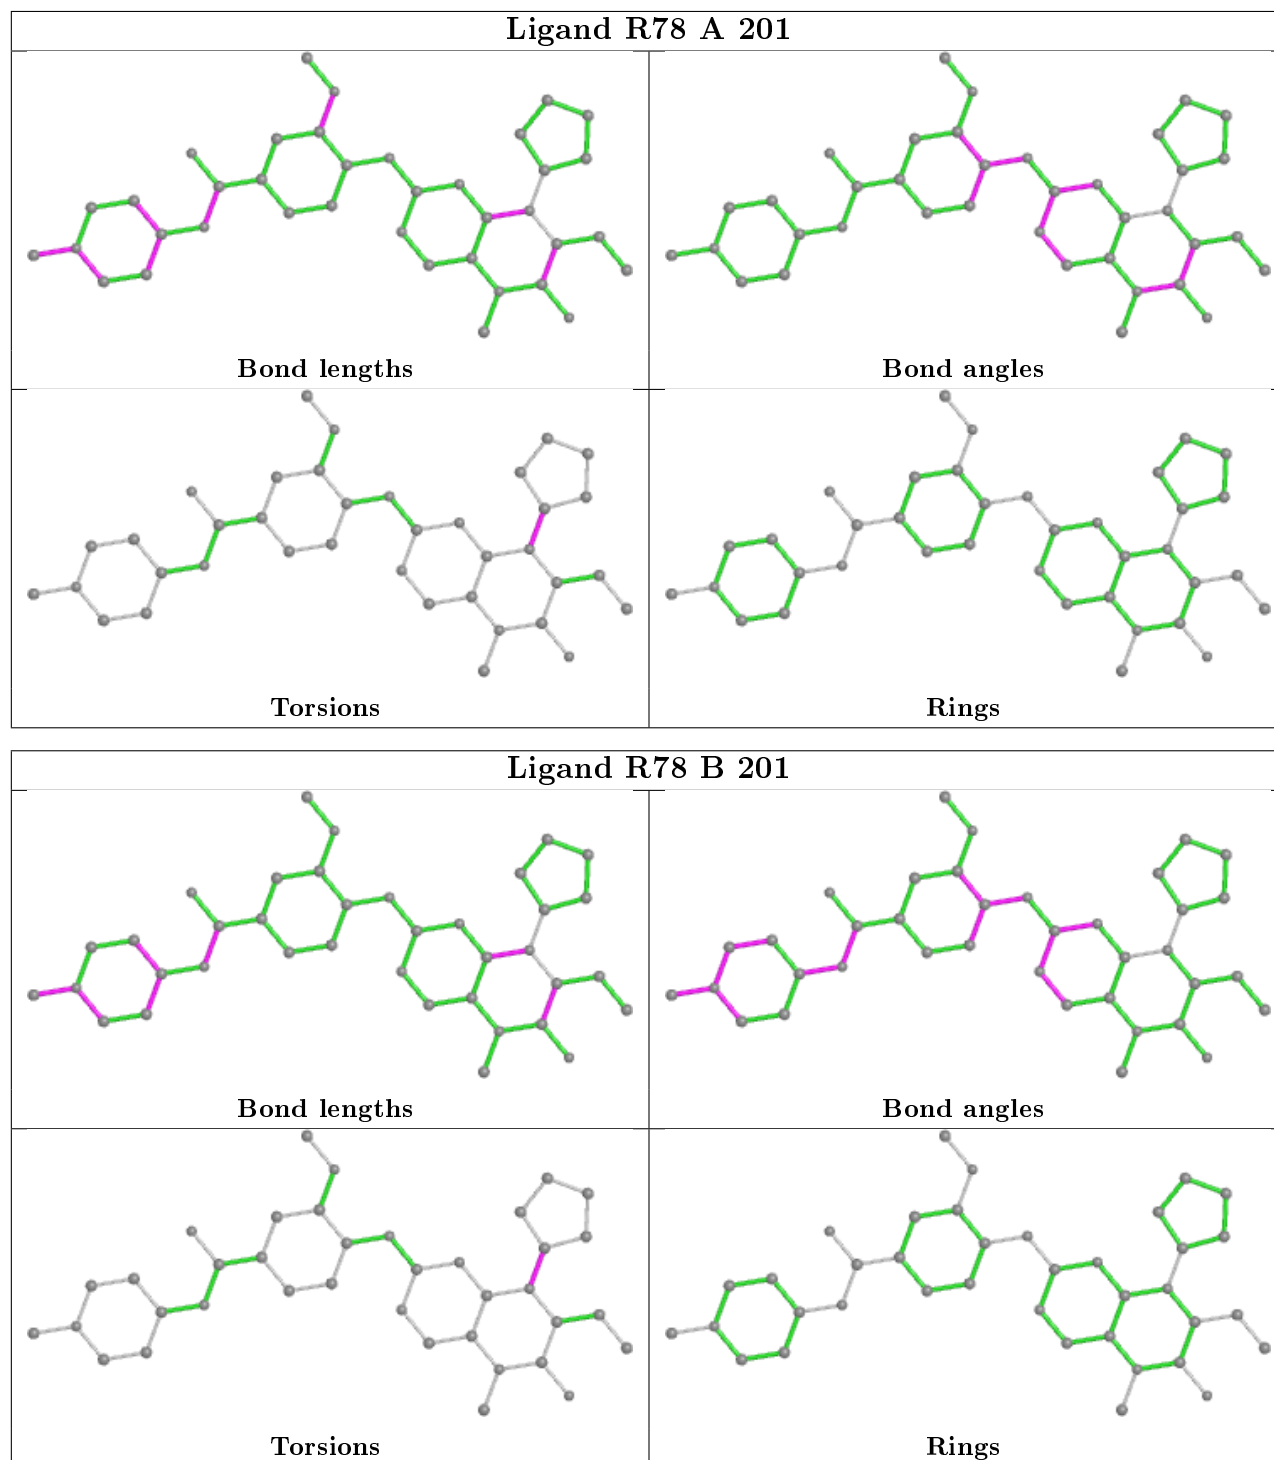 Ligand R78 A 201
Bond lengths
Bond angles
Torsions
Rings
Ligand R78 B 201
Bond lengths
Bond angles
Torsions
Rings